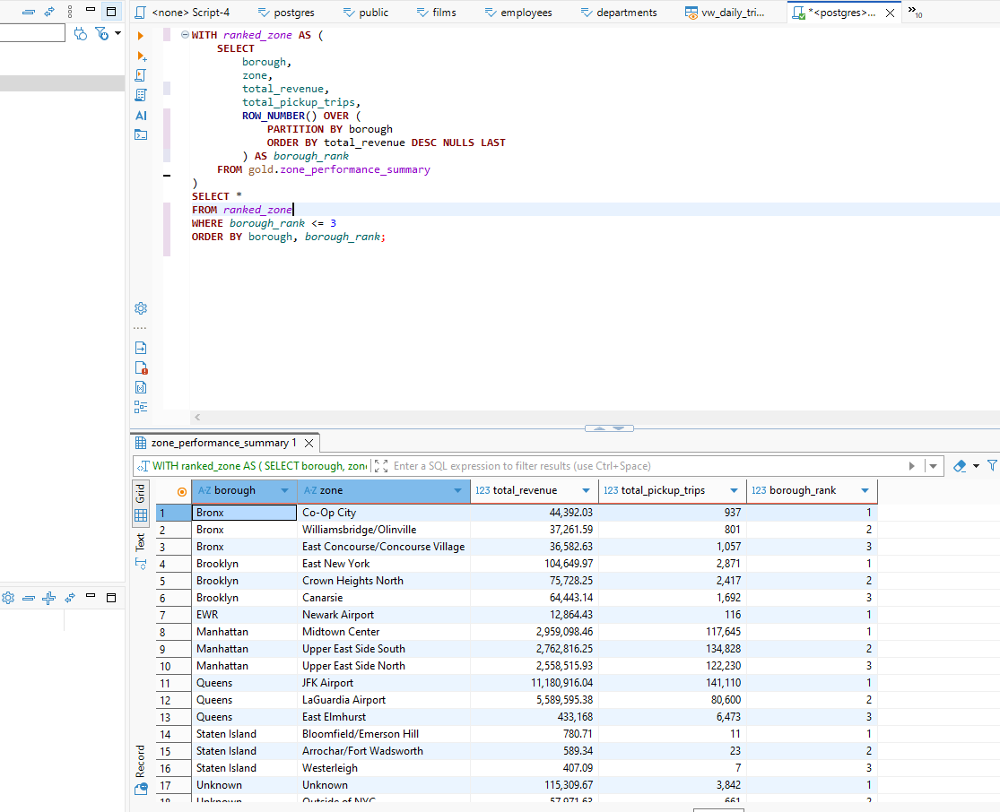 <none> Script-4 postgres public films employees departments vw_daily_tri... *<postgres>... 10
WITH ranked_zone AS (
SELECT
borough,
zone,
total_revenue,
total_pickup_trips,
ROW_NUMBER() OVER (
PARTITION BY borough
ORDER BY total_revenue DESC NULLS LAST
) AS borough_rank
FROM gold.zone_performance_summary
)
SELECT *
FROM ranked_zone
WHERE borough_rank <= 3
ORDER BY borough, borough_rank;
AI
zone_performance_summary 1
WITH ranked_zone AS ( SELECT borough, zone Enter a SQL expression to filter results (use Ctrl+Space)
Grid
Text
Record
A-Z borough A-Z zone 123 total_revenue 123 total_pickup_trips 123 borough_rank
1 Bronx Co-Op City 44,392.03 937 1
2 Bronx Williamsbridge/Olinville 37,261.59 801 2
3 Bronx East Concourse/Concourse Village 36,582.63 1,057 3
4 Brooklyn East New York 104,649.97 2,871 1
5 Brooklyn Crown Heights North 75,728.25 2,417 2
6 Brooklyn Canarsie 64,443.14 1,692 3
7 EWR Newark Airport 12,864.43 116 1
8 Manhattan Midtown Center 2,959,098.46 117,645 1
9 Manhattan Upper East Side South 2,762,816.25 134,828 2
10 Manhattan Upper East Side North 2,558,515.93 122,230 3
11 Queens JFK Airport 11,180,916.04 141,110 1
12 Queens LaGuardia Airport 5,589,595.38 80,600 2
13 Queens East Elmhurst 433,168 6,473 3
14 Staten Island Bloomfield/Emerson Hill 780.71 11 1
15 Staten Island Arrochar/Fort Wadsworth 589.34 23 2
16 Staten Island Westerleigh 407.09 7 3
17 Unknown Unknown 115,309.67 3,842 1
18 Unknown Outside of NYC 57,971.63 661 2